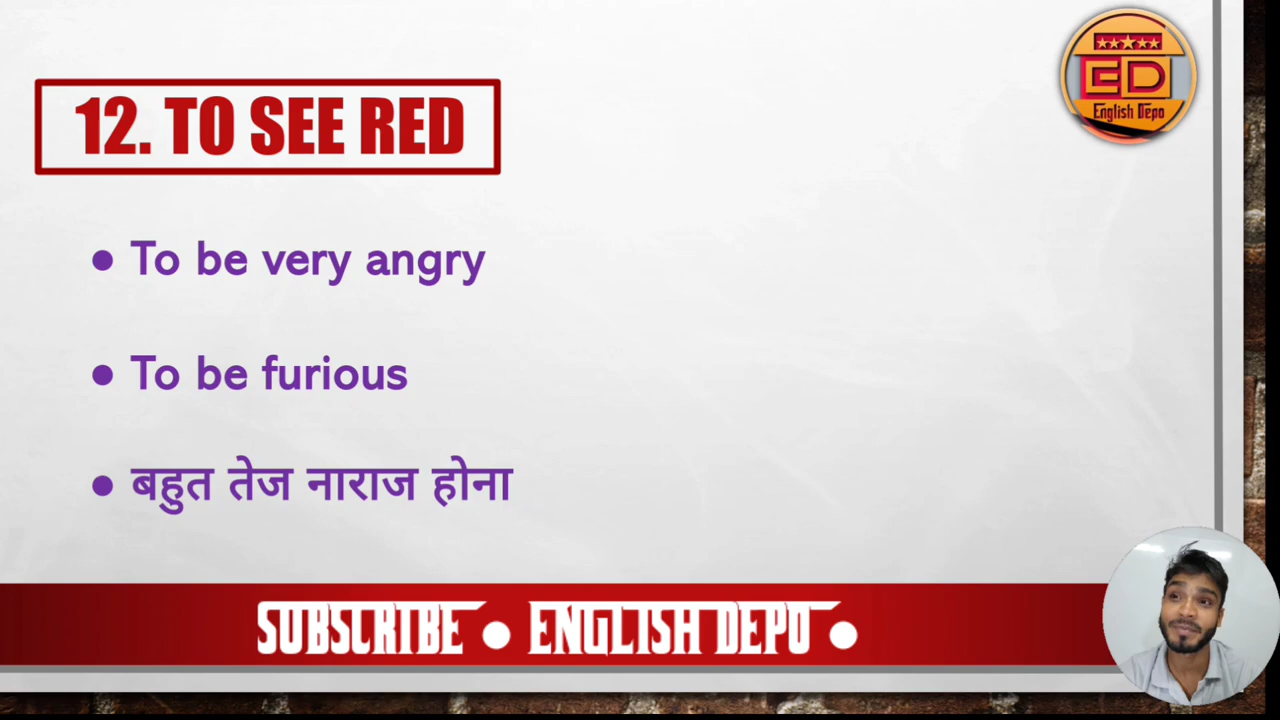 12. TO SEE RED
ED
English Depo
• To be very angry
• To be furious
• बहुत तेज नाराज होना
SUBSCRIBE ● ENGLISH DEPO ●